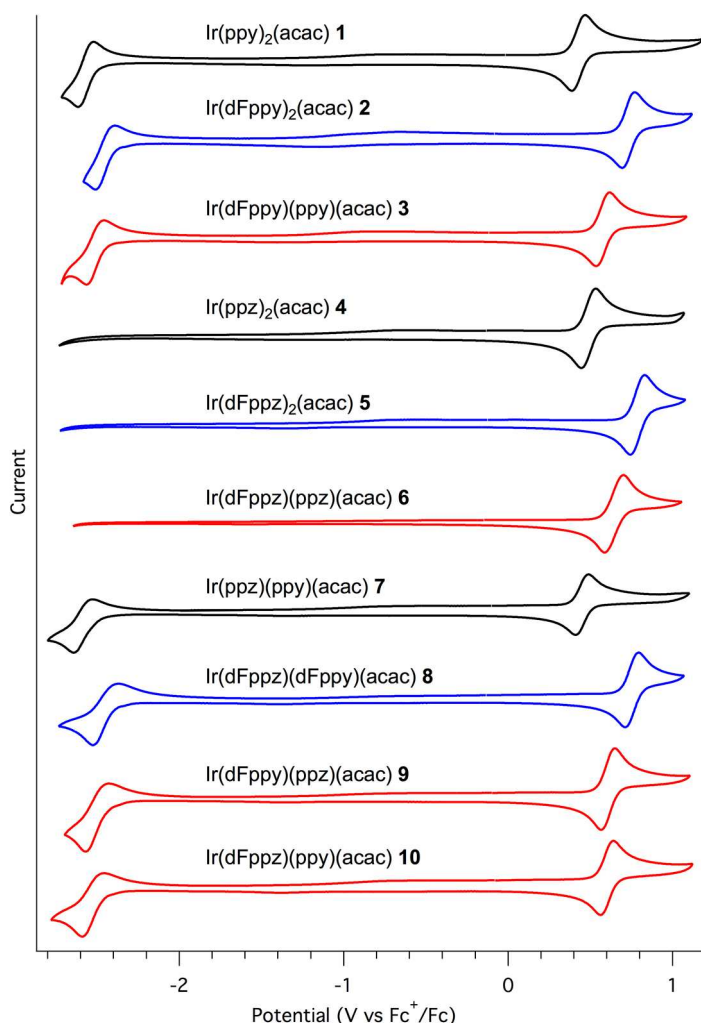 Ir(ppy)₂(acac) 1
Ir(dFppy)₂(acac) 2
Ir(dFppy)(ppy)(acac) 3
Ir(ppz)₂(acac) 4
Ir(dFppz)₂(acac) 5
Ir(dFppz)(ppz)(acac) 6
Ir(ppz)(ppy)(acac) 7
Ir(dFppz)(dFppy)(acac) 8
Ir(dFppy)(ppz)(acac) 9
Ir(dFppz)(ppy)(acac) 10
Current
-2 -1 0 1
Potential (V vs Fc⁺/Fc)